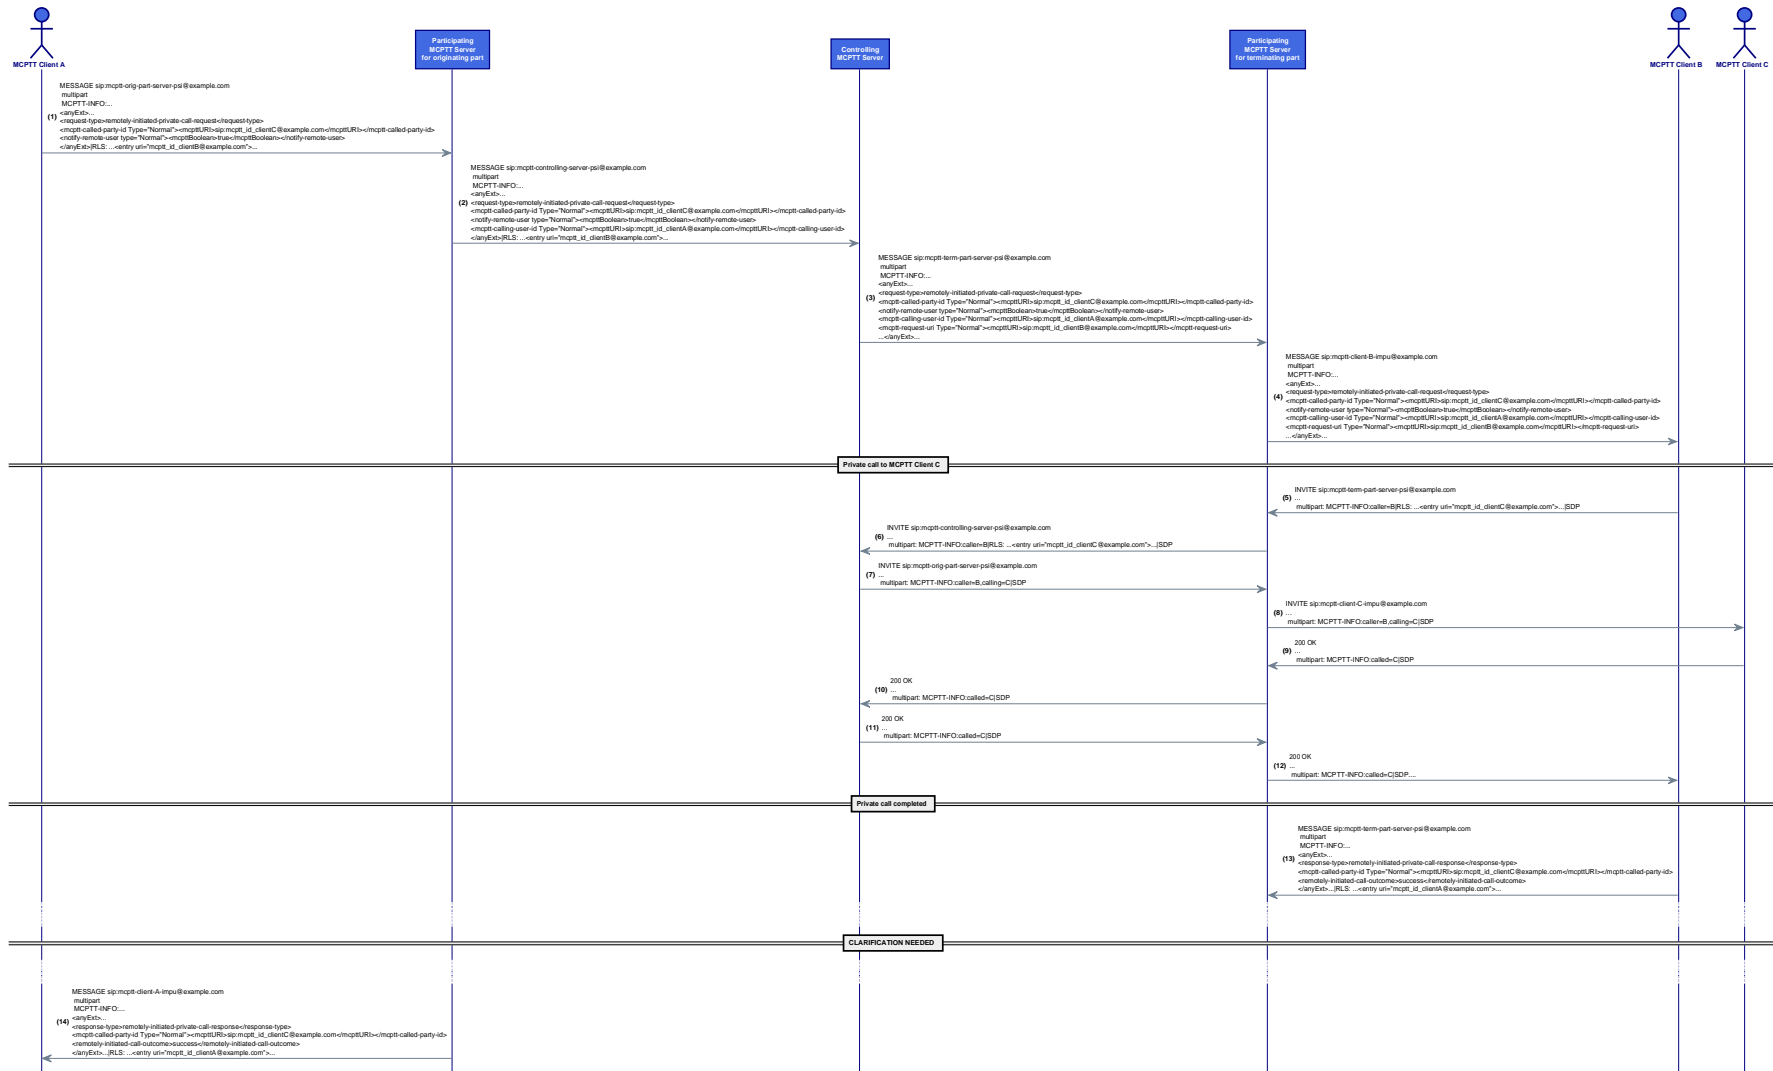 MCPTT Client A
Participating
MCPTT Server
for originating part
Controlling
MCPTT Server
Participating
MCPTT Server
for terminating part
MCPTT Client B
MCPTT Client C
MESSAGE sip:mcptt-orig-part-server-psi@example.com
multipart
MCPTT-INFO:...
<anyExt>...
(1) <request-type>remotely-initiated-private-call-request</request-type>
<mcptt-called-party-id Type="Normal"><mcpttURI>sip:mcptt_id_clientC@example.com</mcpttURI></mcptt-called-party-id>
<notify-remote-user type="Normal"><mcpttBoolean>true</mcpttBoolean></notify-remote-user>
</anyExt>|RLS: ...<entry uri="mcptt_id_clientB@example.com">...
MESSAGE sip:mcptt-controlling-server-psi@example.com
multipart
MCPTT-INFO:...
<anyExt>...
(2) <request-type>remotely-initiated-private-call-request</request-type>
<mcptt-called-party-id Type="Normal"><mcpttURI>sip:mcptt_id_clientC@example.com</mcpttURI></mcptt-called-party-id>
<notify-remote-user type="Normal"><mcpttBoolean>true</mcpttBoolean></notify-remote-user>
<mcptt-calling-user-id Type="Normal"><mcpttURI>sip:mcptt_id_clientA@example.com</mcpttURI></mcptt-calling-user-id>
</anyExt>|RLS: ...<entry uri="mcptt_id_clientB@example.com">...
MESSAGE sip:mcptt-term-part-server-psi@example.com
multipart
MCPTT-INFO:...
<anyExt>...
<request-type>remotely-initiated-private-call-request</request-type>
(3) <mcptt-called-party-id Type="Normal"><mcpttURI>sip:mcptt_id_clientC@example.com</mcpttURI></mcptt-called-party-id>
<notify-remote-user type="Normal"><mcpttBoolean>true</mcpttBoolean></notify-remote-user>
<mcptt-calling-user-id Type="Normal"><mcpttURI>sip:mcptt_id_clientA@example.com</mcpttURI></mcptt-calling-user-id>
<mcptt-request-uri Type="Normal"><mcpttURI>sip:mcptt_id_clientB@example.com</mcpttURI></mcptt-request-uri>
...</anyExt>...
MESSAGE sip:mcptt-client-B-impu@example.com
multipart
MCPTT-INFO:...
<anyExt>...
<request-type>remotely-initiated-private-call-request</request-type>
(4) <mcptt-called-party-id Type="Normal"><mcpttURI>sip:mcptt_id_clientC@example.com</mcpttURI></mcptt-called-party-id>
<notify-remote-user type="Normal"><mcpttBoolean>true</mcpttBoolean></notify-remote-user>
<mcptt-calling-user-id Type="Normal"><mcpttURI>sip:mcptt_id_clientA@example.com</mcpttURI></mcptt-calling-user-id>
<mcptt-request-uri Type="Normal"><mcpttURI>sip:mcptt_id_clientB@example.com</mcpttURI></mcptt-request-uri>
...</anyExt>...
Private call to MCPTT Client C
INVITE sip:mcptt-term-part-server-psi@example.com
(5) ...
multipart: MCPTT-INFO:caller=B|RLS: ...<entry uri="mcptt_id_clientC@example.com">...|SDP
INVITE sip:mcptt-controlling-server-psi@example.com
(6) ...
multipart: MCPTT-INFO:caller=B|RLS: ...<entry uri="mcptt_id_clientC@example.com">...|SDP
INVITE sip:mcptt-orig-part-server-psi@example.com
(7) ...
multipart: MCPTT-INFO:caller=B,calling=C|SDP
INVITE sip:mcptt-client-C-impu@example.com
(8) ...
multipart: MCPTT-INFO:caller=B,calling=C|SDP
200 OK
(9) ...
multipart: MCPTT-INFO:called=C|SDP
200 OK
(10) ...
multipart: MCPTT-INFO:called=C|SDP
200 OK
(11) ...
multipart: MCPTT-INFO:called=C|SDP
200 OK
(12) ...
multipart: MCPTT-INFO:called=C|SDP....
Private call completed
MESSAGE sip:mcptt-term-part-server-psi@example.com
multipart
MCPTT-INFO:...
<anyExt>...
(13) <response-type>remotely-initiated-private-call-response</response-type>
<mcptt-called-party-id Type="Normal"><mcpttURI>sip:mcptt_id_clientC@example.com</mcpttURI></mcptt-called-party-id>
<remotely-initiated-call-outcome>success</remotely-initiated-call-outcome>
</anyExt>...|RLS: ...<entry uri="mcptt_id_clientA@example.com">...
CLARIFICATION NEEDED
MESSAGE sip:mcptt-client-A-impu@example.com
multipart
MCPTT-INFO:...
<anyExt>...
(14) <response-type>remotely-initiated-private-call-response</response-type>
<mcptt-called-party-id Type="Normal"><mcpttURI>sip:mcptt_id_clientC@example.com</mcpttURI></mcptt-called-party-id>
<remotely-initiated-call-outcome>success</remotely-initiated-call-outcome>
</anyExt>...|RLS: ...<entry uri="mcptt_id_clientA@example.com">...